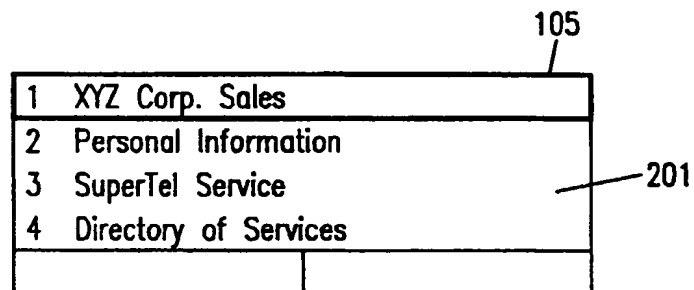 105
1 XYZ Corp. Sales
2 Personal Information
3 SuperTel Service
201
4 Directory of Services